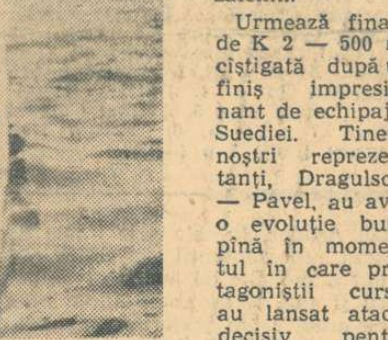 Urmează fina
de K 2 — 500
cîştigată după
finiş impresi
nant de echipaj
Suediei. Tine
noştri repreze
tanţi, Dragulsc
— Pavel, au av
o evoluţie bu
pînă în mome
tul în care pr
tagoniştii curs
au lansat atac
decisiv pent